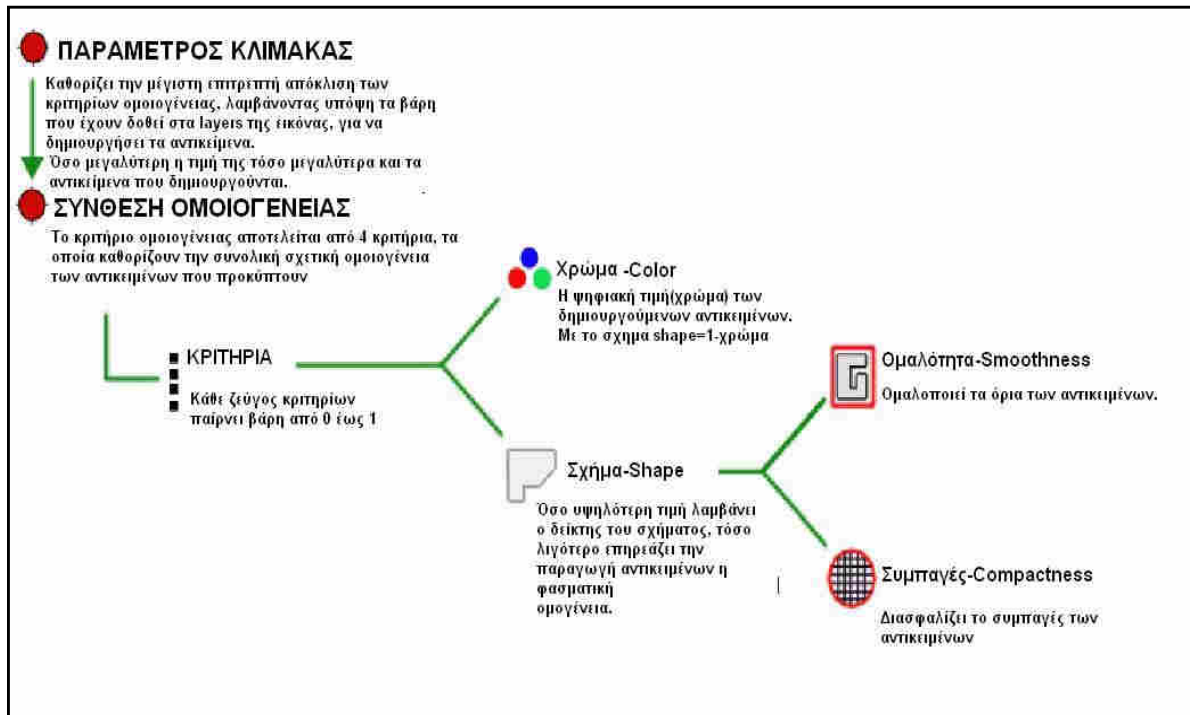 ΠΑΡΑΜΕΤΡΟΣ ΚΛΙΜΑΚΑΣ
Καθορίζει την μέγιστη επιτρεπτή απόκλιση των
κριτηρίων ομοιογένειας, λαμβάνοντας υπόψη τα βάρη
που έχουν δοθεί στα layers της εικόνας, για να
δημιουργήσει τα αντικείμενα.
Όσο μεγαλύτερη η τιμή της τόσο μεγαλύτερα και τα
αντικείμενα που δημιουργούνται.
ΣΥΝΘΕΣΗ ΟΜΟΙΟΓΕΝΕΙΑΣ
Το κριτήριο ομοιογένειας αποτελείται από 4 κριτήρια, τα
οποία καθορίζουν την συνολική σχετική ομοιογένεια
των αντικειμένων που προκύπτουν
ΚΡΙΤΗΡΙΑ
Κάθε ζεύγος κριτηρίων
παίρνει βάρη από 0 έως 1
Χρώμα -Color
Η ψηφιακή τιμή(χρώμα) των
δημιουργούμενων αντικειμένων.
Με το σχημα shape=1-χρώμα
Σχήμα-Shape
Όσο υψηλότερη τιμή λαμβάνει
ο δείκτης του σχήματος, τόσο
λιγότερο επηρεάζει την
παραγωγή αντικειμένων η
φασματική
ομογένεια.
Ομαλότητα-Smoothness
Ομαλοποιεί τα όρια των αντικειμένων.
Συμπαγές-Compactness
Διασφαλίζει το συμπαγές των
αντικειμένων